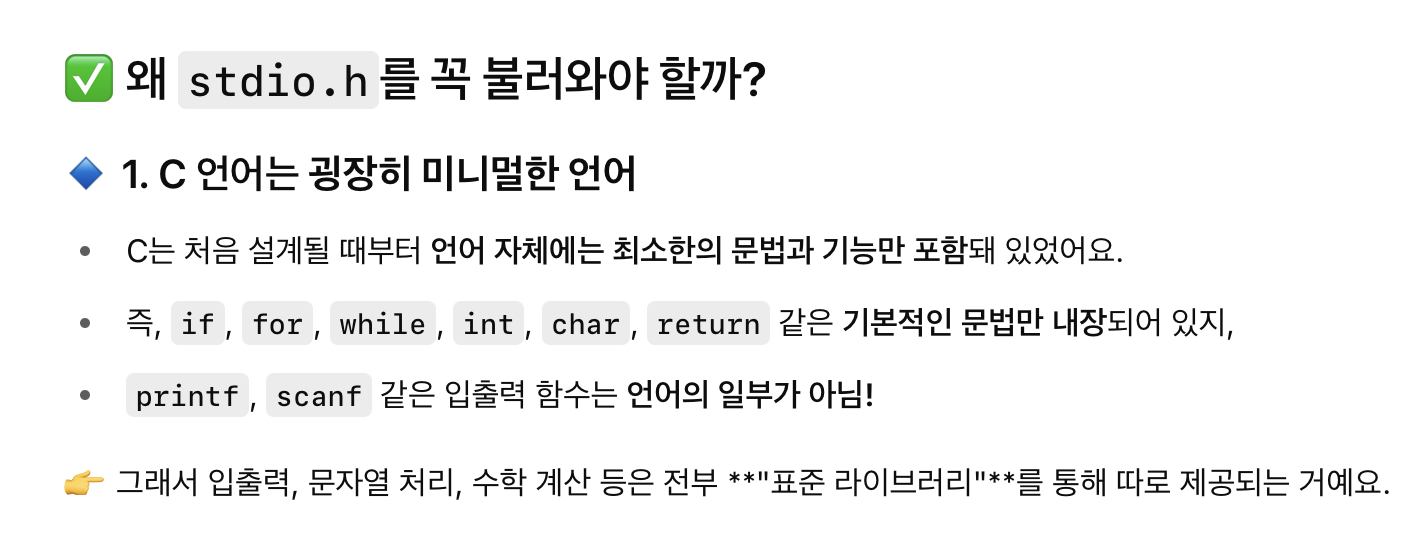 ✅ 왜 stdio.h를 꼭 불러와야 할까?
🔷 1. C 언어는 굉장히 미니멀한 언어
• C는 처음 설계될 때부터 언어 자체에는 최소한의 문법과 기능만 포함돼 있었어요.
• 즉, if, for, while, int, char, return 같은 기본적인 문법만 내장되어 있지,
• printf, scanf 같은 입출력 함수는 언어의 일부가 아님!
👉 그래서 입출력, 문자열 처리, 수학 계산 등은 전부 **"표준 라이브러리"**를 통해 따로 제공되는 거예요.